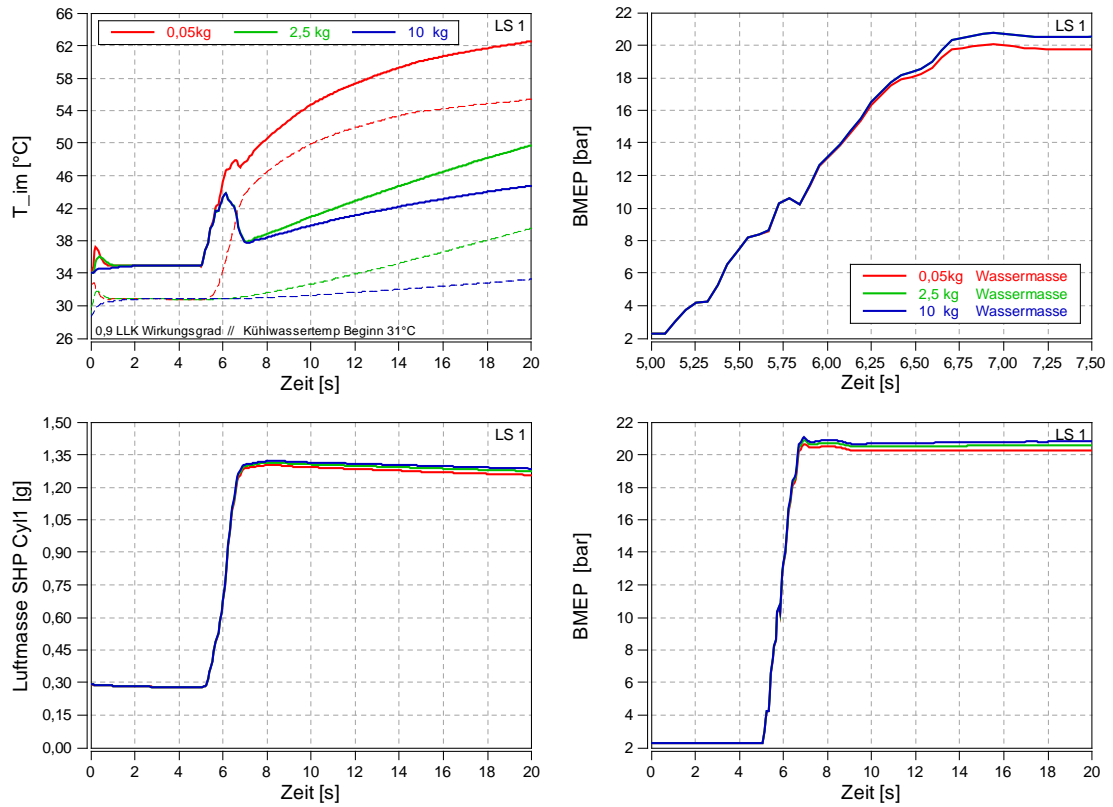 T_im [°C]
66
62
58
54
50
46
42
38
34
30
26
0,05kg 2,5 kg 10 kg
LS 1
0,9 LLK Wirkungsgrad // Kühlwassertemp Beginn 31°C
0 2 4 6 8 10 12 14 16 18 20
Zeit [s]
BMEP [bar]
22
20
18
16
14
12
10
8
6
4
2
LS 1
0,05kg Wassermasse
2,5 kg Wassermasse
10 kg Wassermasse
5,00 5,25 5,50 5,75 6,00 6,25 6,50 6,75 7,00 7,25 7,50
Zeit [s]
Luftmasse SHP Cyl1 [g]
1,50
1,35
1,20
1,05
0,90
0,75
0,60
0,45
0,30
0,15
0,00
LS 1
0 2 4 6 8 10 12 14 16 18 20
Zeit [s]
BMEP [bar]
22
20
18
16
14
12
10
8
6
4
2
LS 1
0 2 4 6 8 10 12 14 16 18 20
Zeit [s]